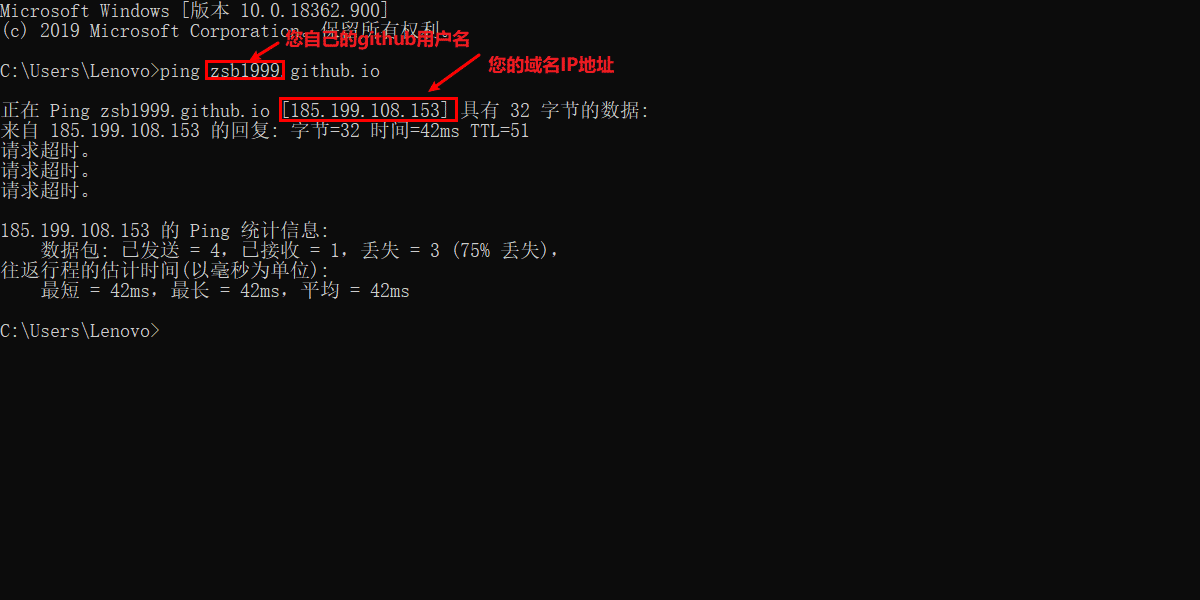 Microsoft Windows [版本 10.0.18362.900]
(c) 2019 Microsoft Corporation。保留所有权利。
您自己的github用户名
C:\Users\Lenovo>ping zsb1999.github.io
您的域名IP地址
正在 Ping zsb1999.github.io [185.199.108.153] 具有 32 字节的数据:
来自 185.199.108.153 的回复: 字节=32 时间=42ms TTL=51
请求超时。
请求超时。
请求超时。
185.199.108.153 的 Ping 统计信息:
数据包: 已发送 = 4，已接收 = 1，丢失 = 3 (75% 丢失)，
往返行程的估计时间(以毫秒为单位):
最短 = 42ms，最长 = 42ms，平均 = 42ms
C:\Users\Lenovo>